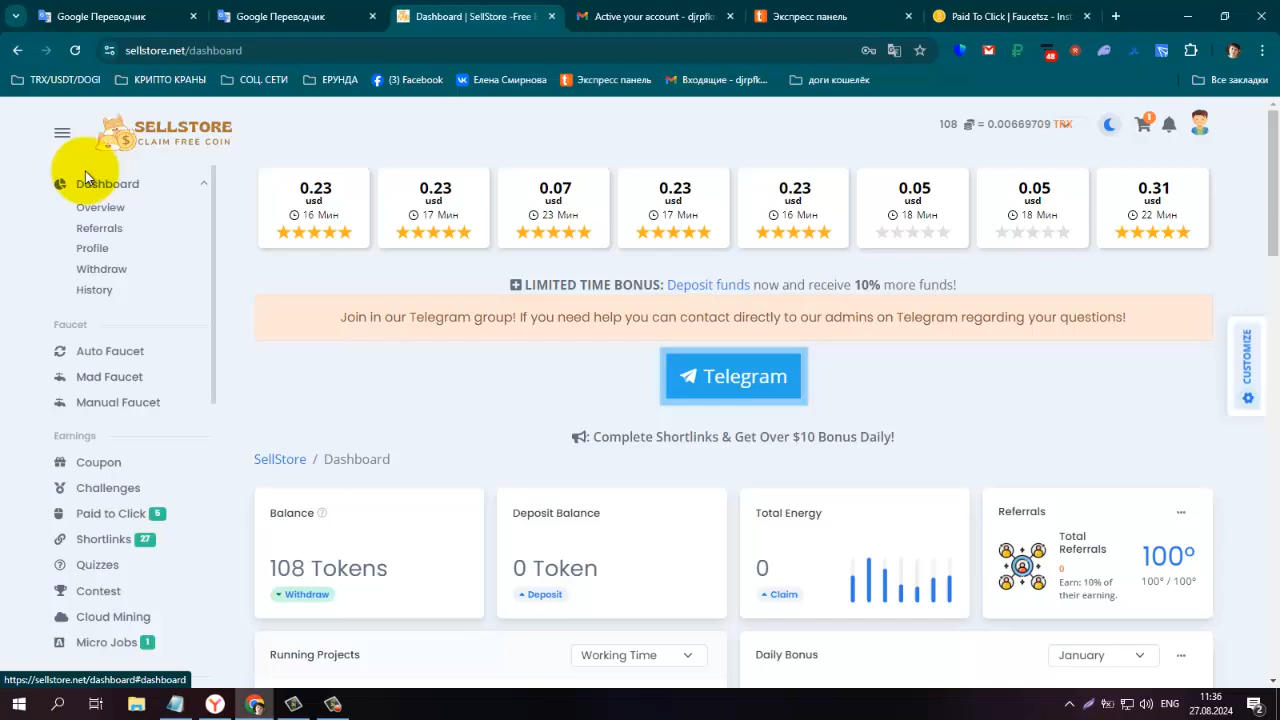 Google Переводчик
Google Переводчик
Dashboard | SellStore -Free
Active your account - djrpfk
Экспресс панель
Paid To Click | Faucetsz - Inst
sellstore.net/dashboard
48
TRX/USDT/DOGI
КРИПТО КРАНЫ
СОЦ. СЕТИ
ЕРУНДА
(3) Facebook
Елена Смирнова
Экспресс панель
Входящие - djrpfk...
доги кошелёк
Все закладки
SELLSTORE
CLAIM FREE COIN
108 = 0.00669709 TRX
1
Dashboard
Overview
Referrals
Profile
Withdraw
History
Faucet
Auto Faucet
Mad Faucet
Manual Faucet
Earnings
Coupon
Challenges
Paid to Click 5
Shortlinks 27
Quizzes
Contest
Cloud Mining
Micro Jobs 1
0.23
usd
16 Мин
0.23
usd
17 Мин
0.07
usd
23 Мин
0.23
usd
17 Мин
0.23
usd
16 Мин
0.05
usd
18 Мин
0.05
usd
18 Мин
0.31
usd
22 Мин
LIMITED TIME BONUS: Deposit funds now and receive 10% more funds!
Join in our Telegram group! If you need help you can contact directly to our admins on Telegram regarding your questions!
Telegram
CUSTOMIZE
: Complete Shortlinks & Get Over $10 Bonus Daily!
SellStore / Dashboard
Balance
108 Tokens
Withdraw
Deposit Balance
0 Token
Deposit
Total Energy
0
Claim
Referrals
Total
Referrals
0
Earn: 10% of
their earning.
100°
100° / 100°
Running Projects
Working Time
Daily Bonus
January
https://sellstore.net/dashboard#dashboard
ENG
11:36
27.08.2024
2